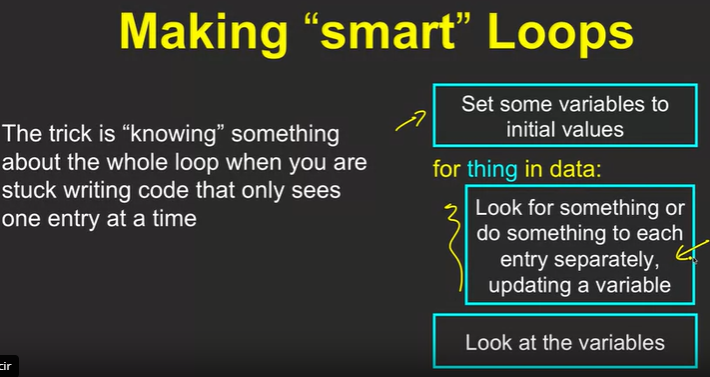 Making “smart” Loops
The trick is “knowing” something
about the whole loop when you are
stuck writing code that only sees
one entry at a time
Set some variables to
initial values
for thing in data:
Look for something or
do something to each
entry separately,
updating a variable
Look at the variables
cir